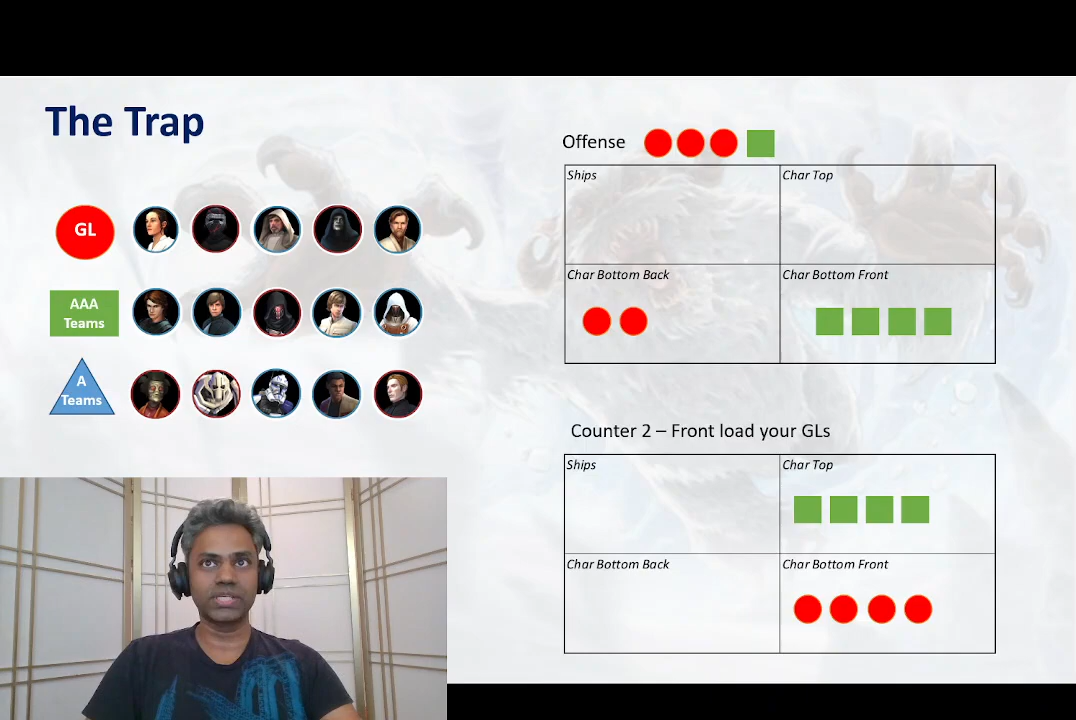 The Trap
GL
AAA
Teams
A
Teams
Offense
Ships
Char Top
Char Bottom Back
Char Bottom Front
Counter 2 – Front load your GLs
Ships
Char Top
Char Bottom Back
Char Bottom Front